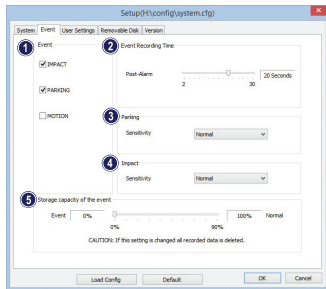 Setup(H:\config\system.cfg)
x
System Event User Settings Removable Disk Version
1 Event
IMPACT
PARKING
MOTION
2 Event Recording Time
Post-Alarm
20 Seconds
2 30
3 Parking
Sensitivity Normal
4 Impact
Sensitivity Normal
5 Storage capacity of the event
Event 0% 100% Normal
0% 90%
CAUTION: If this setting is changed all recorded data is deleted.
Load Config Default OK Cancel